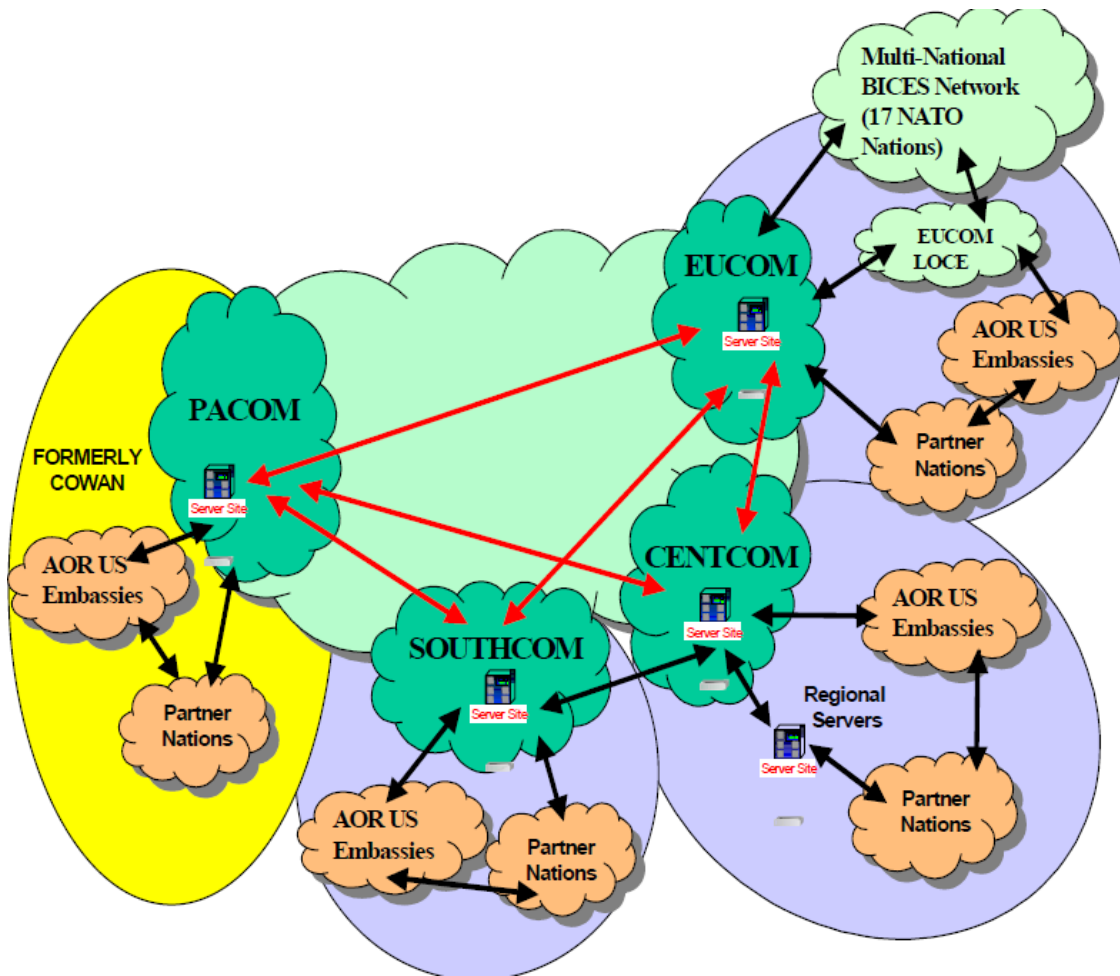 Multi-National
BICES Network
(17 NATO
Nations)
EUCOM
LOCE
EUCOM
Server Site
AOR US
Embassies
Partner
Nations
PACOM
FORMERLY
COWAN
Server Site
AOR US
Embassies
Partner
Nations
CENTCOM
Server Site
AOR US
Embassies
Regional
Servers
Server Site
Partner
Nations
SOUTHCOM
Server Site
AOR US
Embassies
Partner
Nations